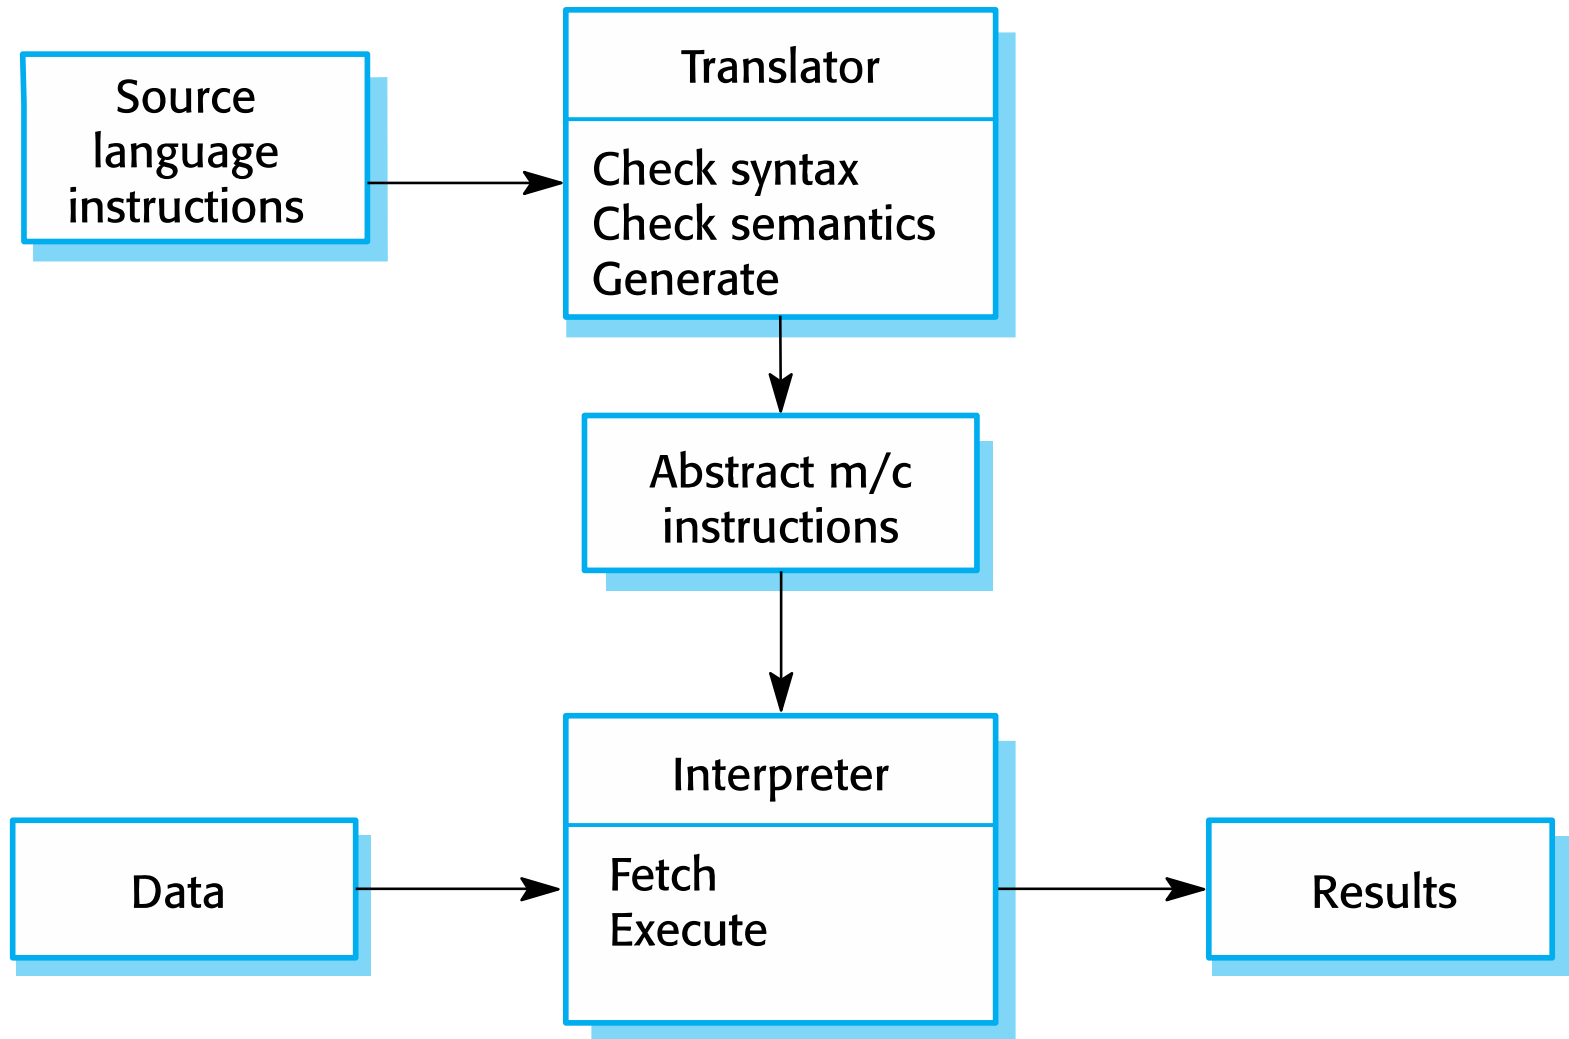 Source
language
instructions
Translator
Check syntax
Check semantics
Generate
Abstract m/c
instructions
Interpreter
Fetch
Execute
Data
Results